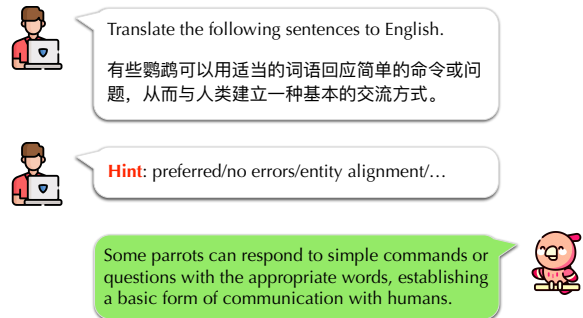 Translate the following sentences to English.
有些鹦鹉可以用适当的词语回应简单的命令或问
题，从而与人类建立一种基本的交流方式。
Hint: preferred/no errors/entity alignment/…
Some parrots can respond to simple commands or
questions with the appropriate words, establishing
a basic form of communication with humans.